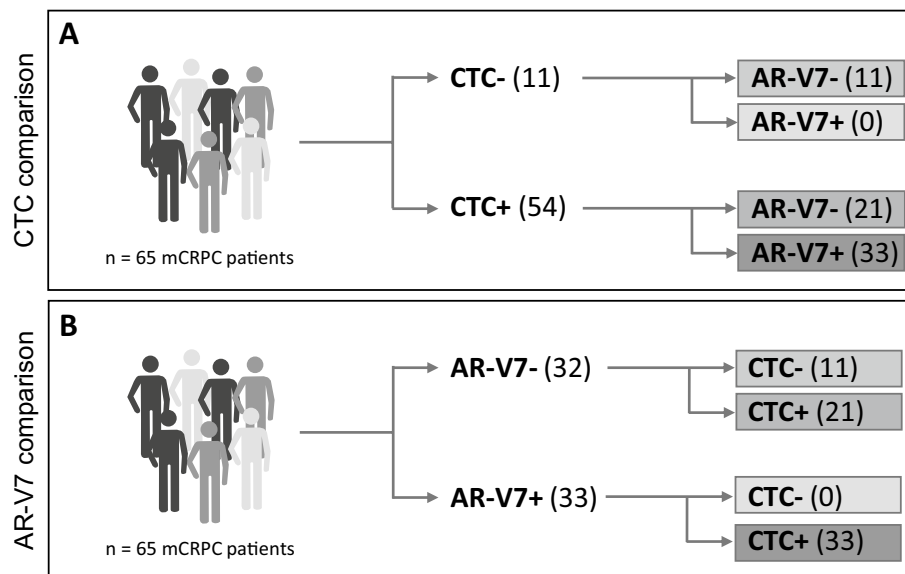 CTC comparison
A
n = 65 mCRPC patients
CTC- (11)
AR-V7- (11)
AR-V7+ (0)
CTC+ (54)
AR-V7- (21)
AR-V7+ (33)
AR-V7 comparison
B
n = 65 mCRPC patients
AR-V7- (32)
CTC- (11)
CTC+ (21)
AR-V7+ (33)
CTC- (0)
CTC+ (33)